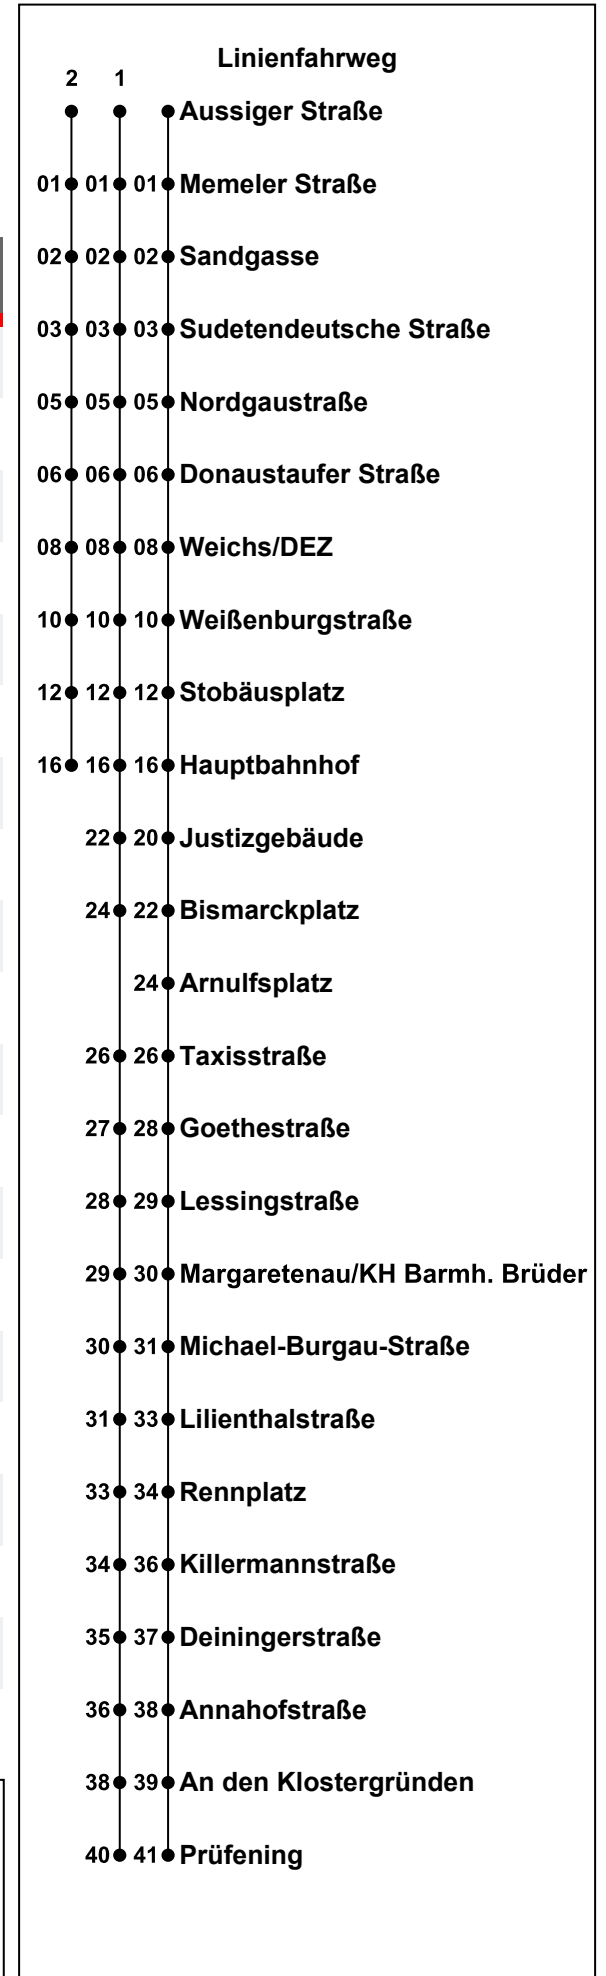 Linienfahrweg
2 1
Aussiger Straße
01 01 01 Memeler Straße
02 02 02 Sandgasse
03 03 03 Sudetendeutsche Straße
05 05 05 Nordgaustraße
06 06 06 Donaustaufer Straße
08 08 08 Weichs/DEZ
10 10 10 Weißenburgstraße
12 12 12 Stobäusplatz
16 16 16 Hauptbahnhof
22 20 Justizgebäude
24 22 Bismarckplatz
24 Arnulfsplatz
26 26 Taxisstraße
27 28 Goethestraße
28 29 Lessingstraße
29 30 Margaretenau/KH Barmh. Brüder
30 31 Michael-Burgau-Straße
31 33 Lilienthalstraße
33 34 Rennplatz
34 36 Killermannstraße
35 37 Deiningerstraße
36 38 Annahofstraße
38 39 An den Klostergründen
40 41 Prüfening